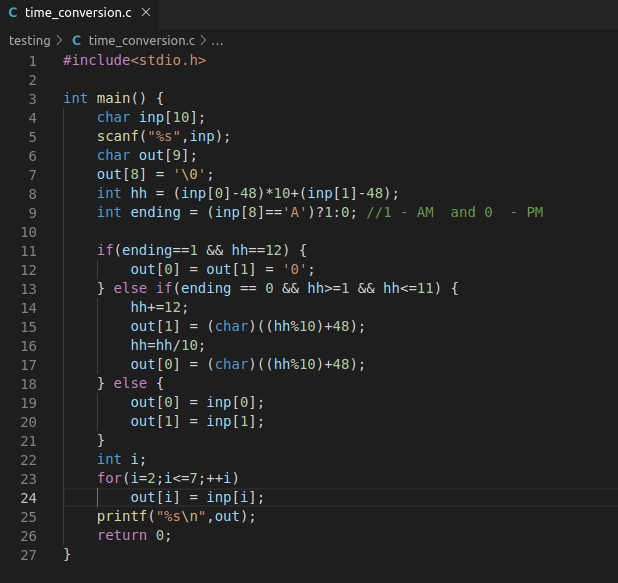 C time_conversion.c ×
testing > C time_conversion.c > ...
1 #include<stdio.h>
2
3 int main() {
4     char inp[10];
5     scanf("%s",inp);
6     char out[9];
7     out[8] = '\0';
8     int hh = (inp[0]-48)*10+(inp[1]-48);
9     int ending = (inp[8]=='A')?1:0; //1 - AM  and 0  - PM
10
11     if(ending==1 && hh==12) {
12         out[0] = out[1] = '0';
13     } else if(ending == 0 && hh>=1 && hh<=11) {
14         hh+=12;
15         out[1] = (char)((hh%10)+48);
16         hh=hh/10;
17         out[0] = (char)((hh%10)+48);
18     } else {
19         out[0] = inp[0];
20         out[1] = inp[1];
21     }
22     int i;
23     for(i=2;i<=7;++i)
24         out[i] = inp[i];
25     printf("%s\n",out);
26     return 0;
27 }